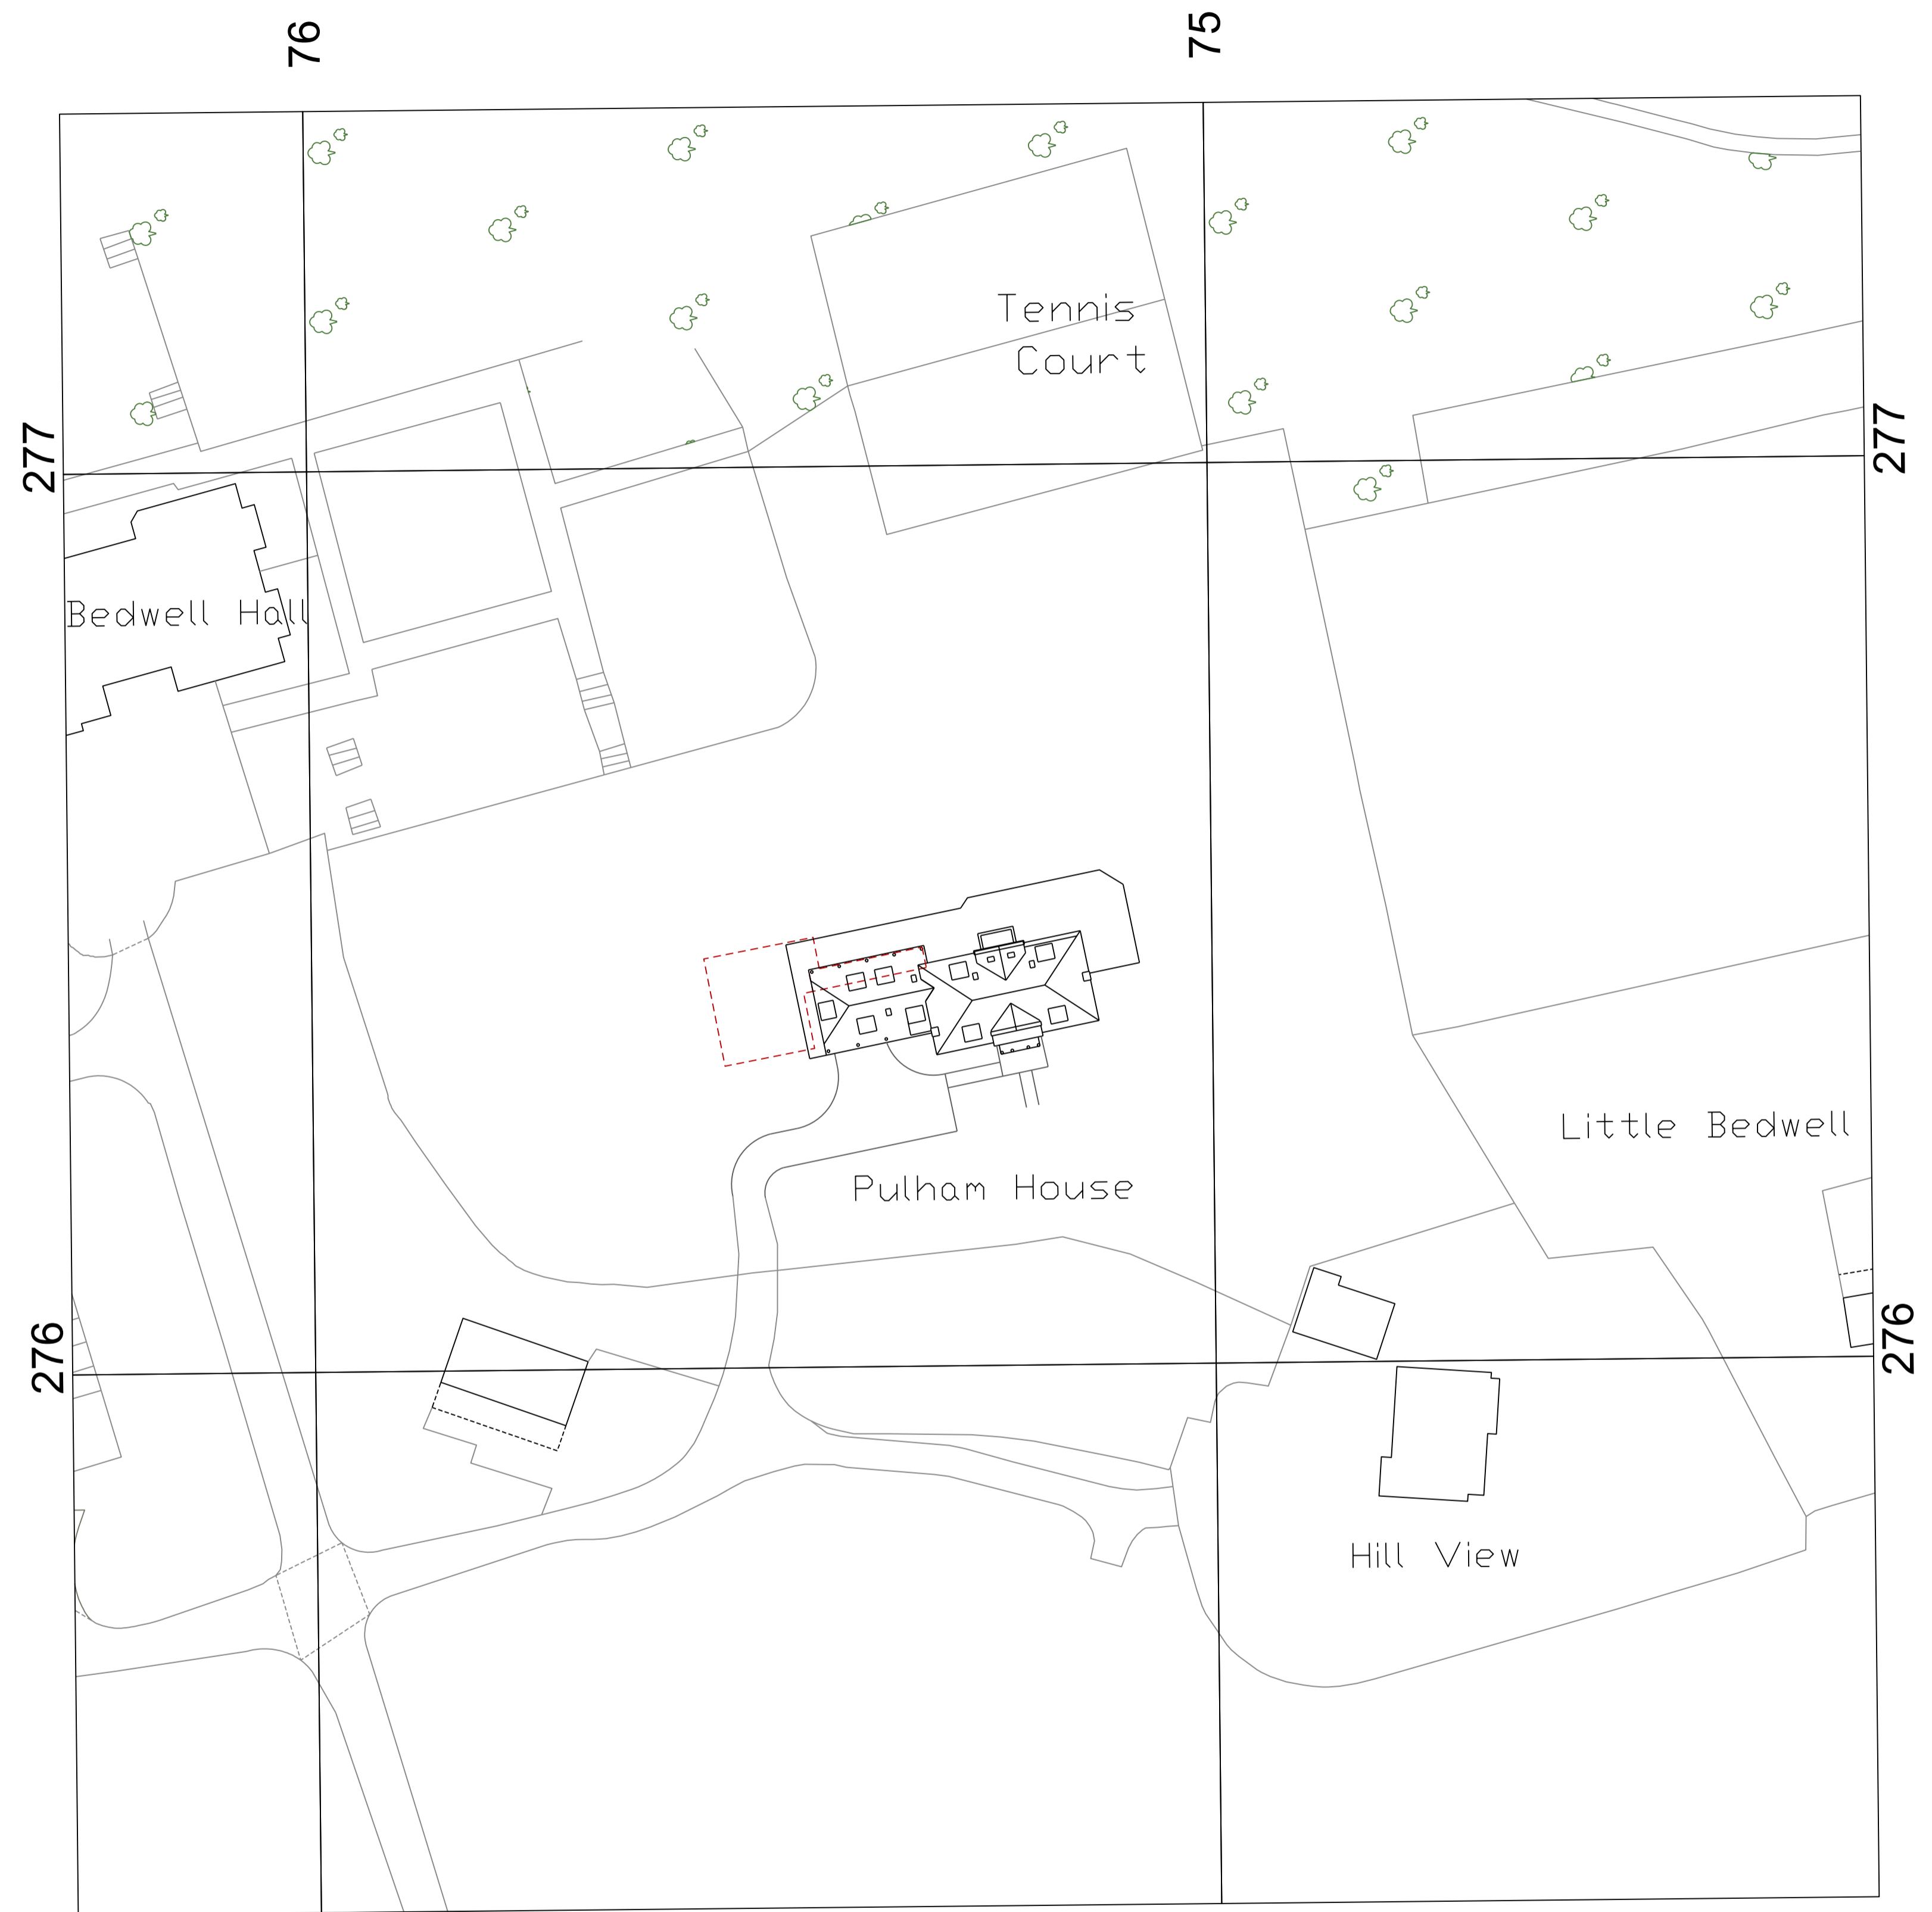 76
75
Tennis
Court
277
277
Bedwell Hall
Little Bedwell
Pulham House
276
276
Hill View